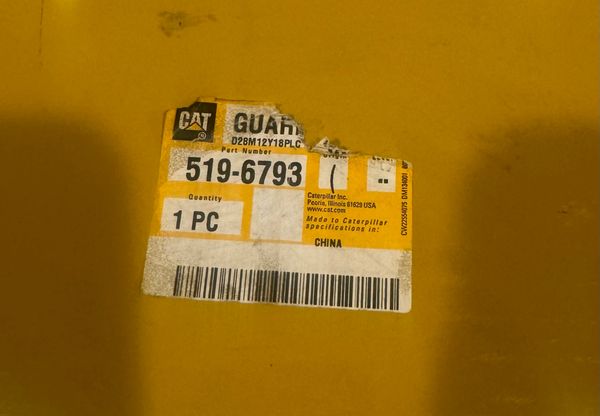 CAT
GUAR
D28M12Y18PLC
Part Number
519-6793
Quantity
1 PC
Caterpillar Inc.
Peoria, Illinois 61629 USA
www.cat.com
Made to Caterpillar
specifications in:
CHINA